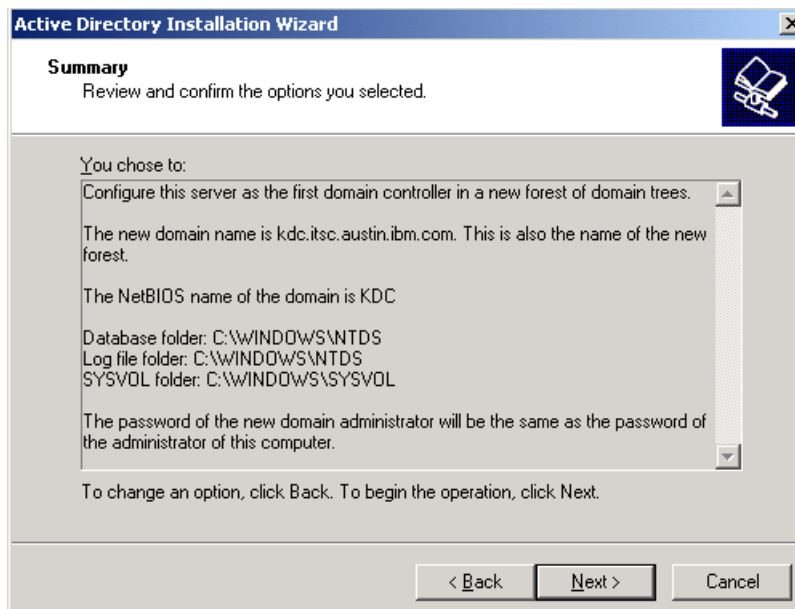 Active Directory Installation Wizard
Summary
Review and confirm the options you selected.
You chose to:
Configure this server as the first domain controller in a new forest of domain trees.
The new domain name is kdc.itsc.austin.ibm.com. This is also the name of the new
forest.
The NetBIOS name of the domain is KDC
Database folder: C:\WINDOWS\NTDS
Log file folder: C:\WINDOWS\NTDS
SYSVOL folder: C:\WINDOWS\SYSVOL
The password of the new domain administrator will be the same as the password of
the administrator of this computer.
To change an option, click Back. To begin the operation, click Next.
< Back Next > Cancel